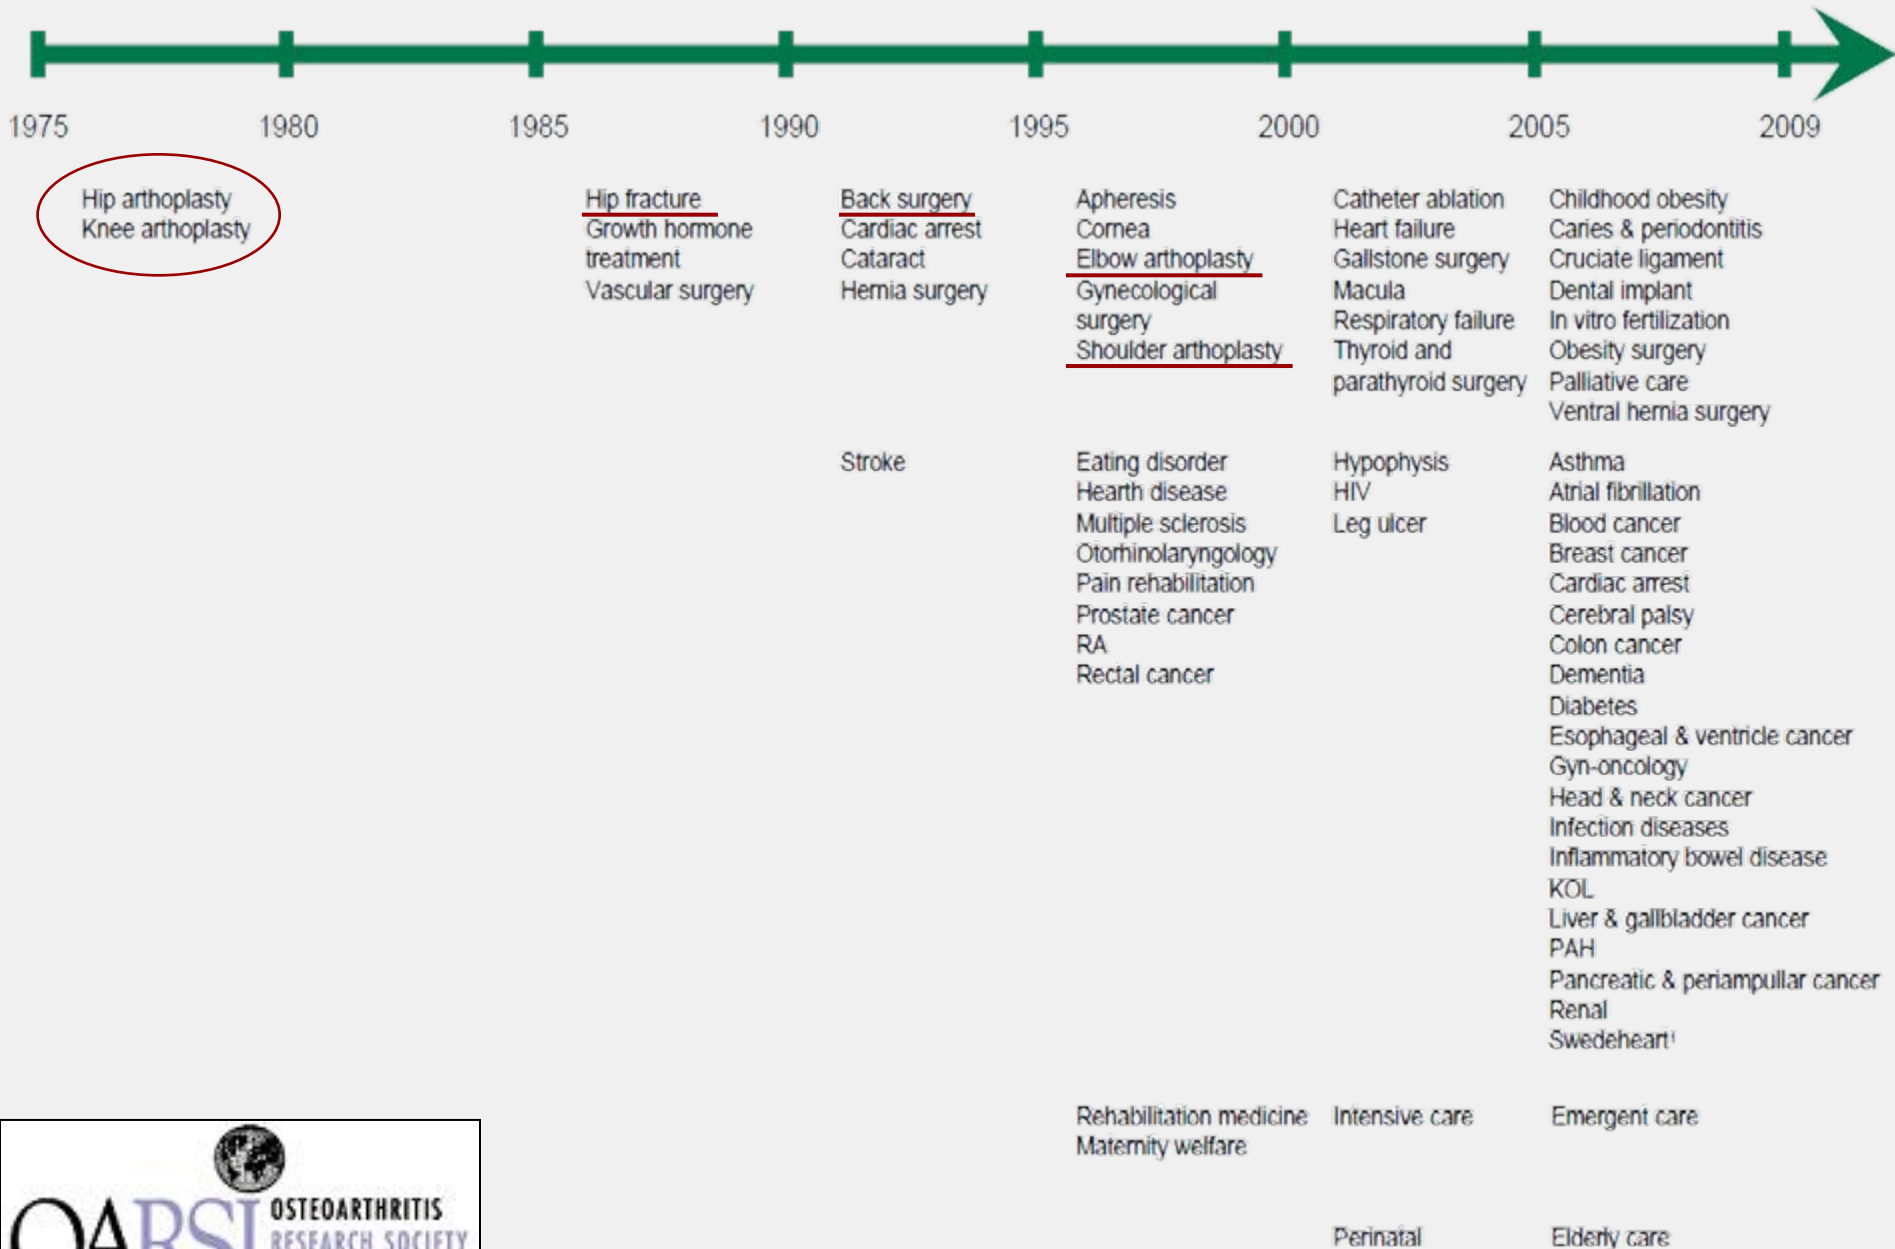 1975 1980 1985 1990 1995 2000 2005 2009
Hip arthoplasty
Knee arthoplasty
Hip fracture
Growth hormone
treatment
Vascular surgery
Back surgery
Cardiac arrest
Cataract
Hernia surgery
Apheresis
Cornea
Elbow arthoplasty
Gynecological
surgery
Shoulder arthoplasty
Catheter ablation
Heart failure
Gallstone surgery
Macula
Respiratory failure
Thyroid and
parathyroid surgery
Childhood obesity
Caries & periodontitis
Cruciate ligament
Dental implant
In vitro fertilization
Obesity surgery
Palliative care
Ventral hernia surgery
Stroke
Eating disorder
Hearth disease
Multiple sclerosis
Otorhinolaryngology
Pain rehabilitation
Prostate cancer
RA
Rectal cancer
Hypophysis
HIV
Leg ulcer
Asthma
Atrial fibrillation
Blood cancer
Breast cancer
Cardiac arrest
Cerebral palsy
Colon cancer
Dementia
Diabetes
Esophageal & ventricle cancer
Gyn-oncology
Head & neck cancer
Infection diseases
Inflammatory bowel disease
KOL
Liver & gallbladder cancer
PAH
Pancreatic & periampullar cancer
Renal
Swedeheart¹
Rehabilitation medicine
Maternity welfare
Intensive care
Emergent care
Perinatal
Elderly care
OARSI
OSTEOARTHRITIS
RESEARCH SOCIETY